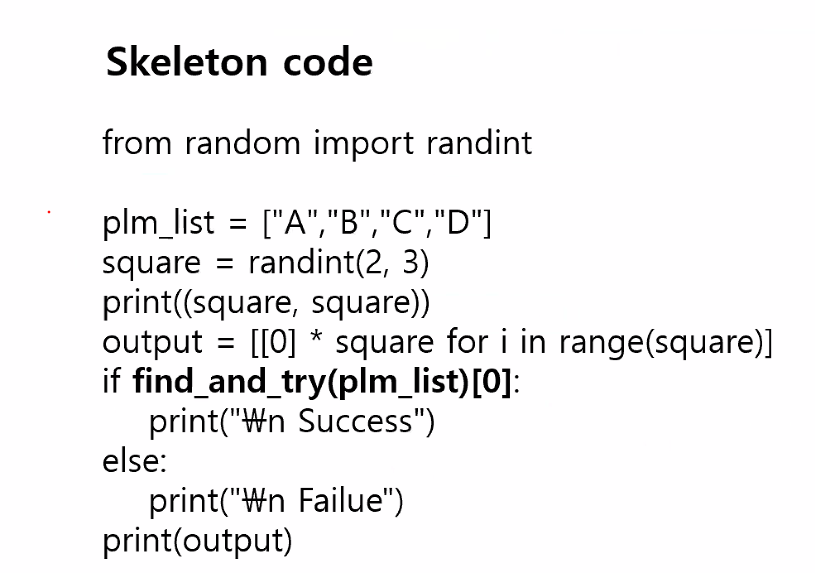 Skeleton code
from random import randint
plm_list = ["A","B","C","D"]
square = randint(2, 3)
print((square, square))
output = [[0] * square for i in range(square)]
if find_and_try(plm_list)[0]:
print("₩n Success")
else:
print("₩n Failue")
print(output)